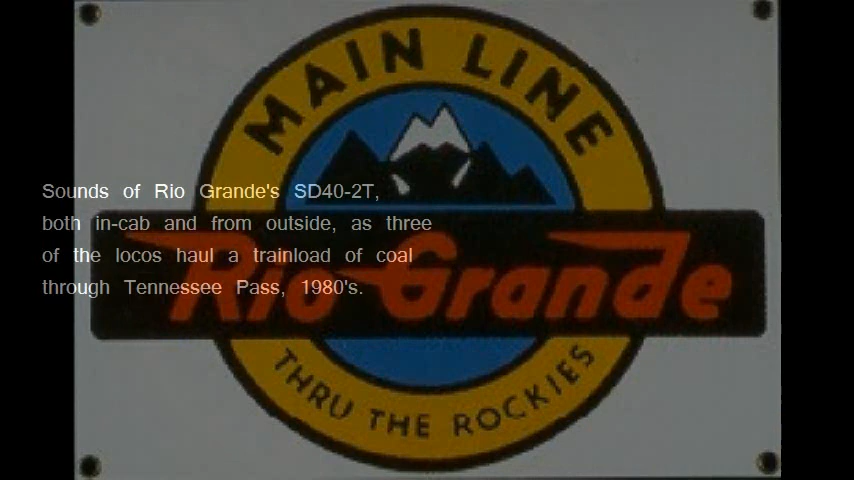 MAIN LINE
Sounds of Rio Grande's SD40-2T,
both in-cab and from outside, as three
of the locos haul a trainload of coal
through Tennessee Pass, 1980's.
Rio Grande
THRU THE ROCKIES